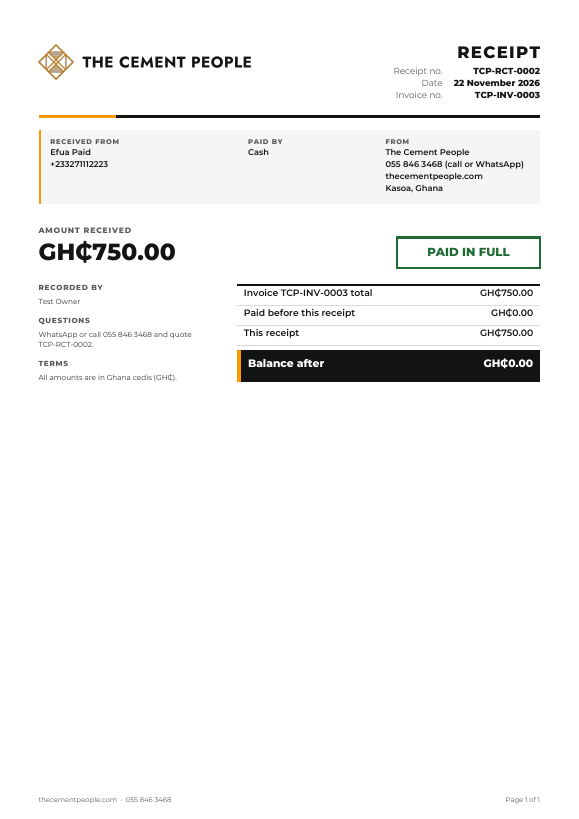 THE CEMENT PEOPLE
RECEIPT
Receipt no. TCP-RCT-0002
Date 22 November 2026
Invoice no. TCP-INV-0003
RECEIVED FROM
Efua Paid
+233271112223
PAID BY
Cash
FROM
The Cement People
055 846 3468 (call or WhatsApp)
thecementpeople.com
Kasoa, Ghana
AMOUNT RECEIVED
GH₵750.00
PAID IN FULL
RECORDED BY
Test Owner
QUESTIONS
WhatsApp or call 055 846 3468 and quote
TCP-RCT-0002.
TERMS
All amounts are in Ghana cedis (GH₵).
Invoice TCP-INV-0003 total GH₵750.00
Paid before this receipt GH₵0.00
This receipt GH₵750.00
Balance after GH₵0.00
thecementpeople.com · 055 846 3468
Page 1 of 1